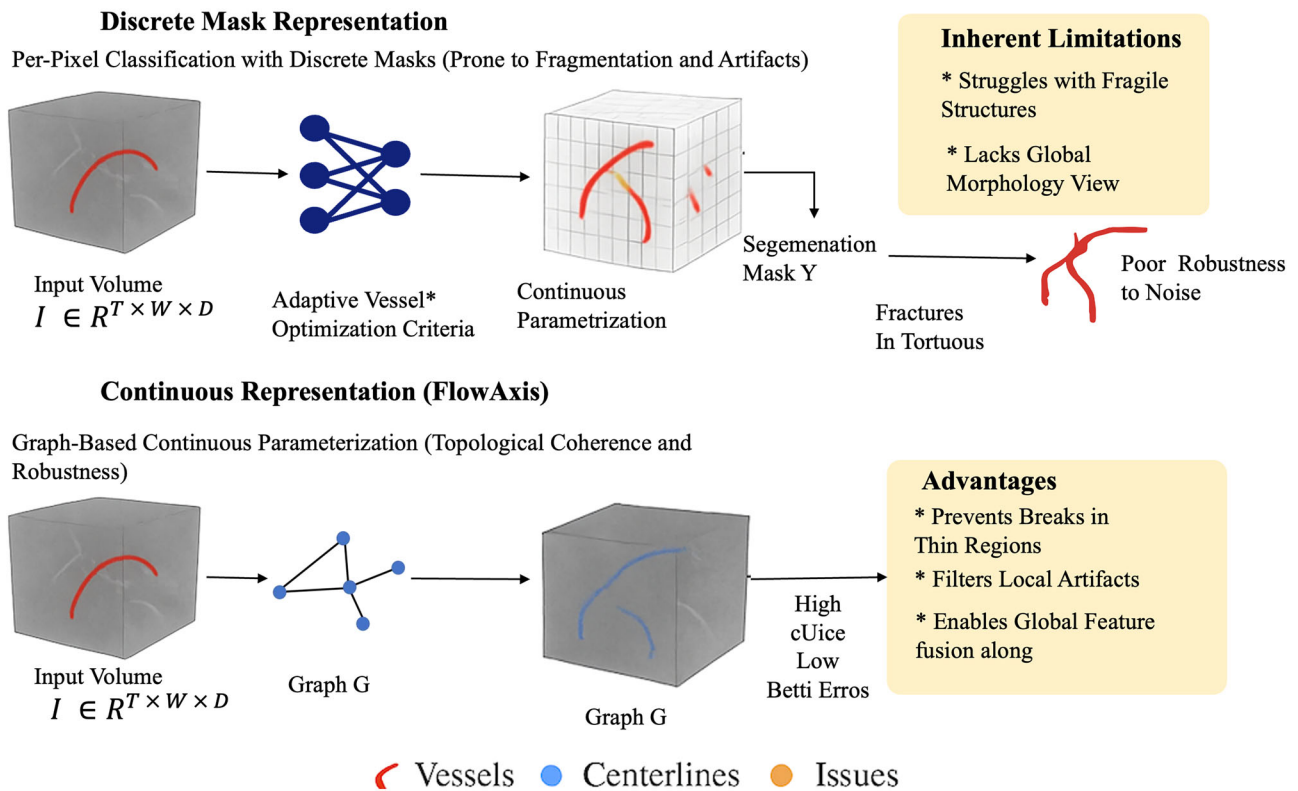 Discrete Mask Representation
Per-Pixel Classification with Discrete Masks (Prone to Fragmentation and Artifacts)
Inherent Limitations
* Struggles with Fragile
Structures
* Lacks Global
Morphology View
Input Volume
I ∈ R^{T × W × D}
Adaptive Vessel*
Optimization Criteria
Continuous
Parametrization
Segemenation
Mask Y
Fractures
In Tortuous
Poor Robustness
to Noise
Continuous Representation (FlowAxis)
Graph-Based Continuous Parameterization (Topological Coherence and
Robustness)
Input Volume
I ∈ R^{T × W × D}
Graph G
Graph G
High
cUice
Low
Betti Erros
Advantages
* Prevents Breaks in
Thin Regions
* Filters Local Artifacts
* Enables Global Feature
fusion along
Vessels
Centerlines
Issues